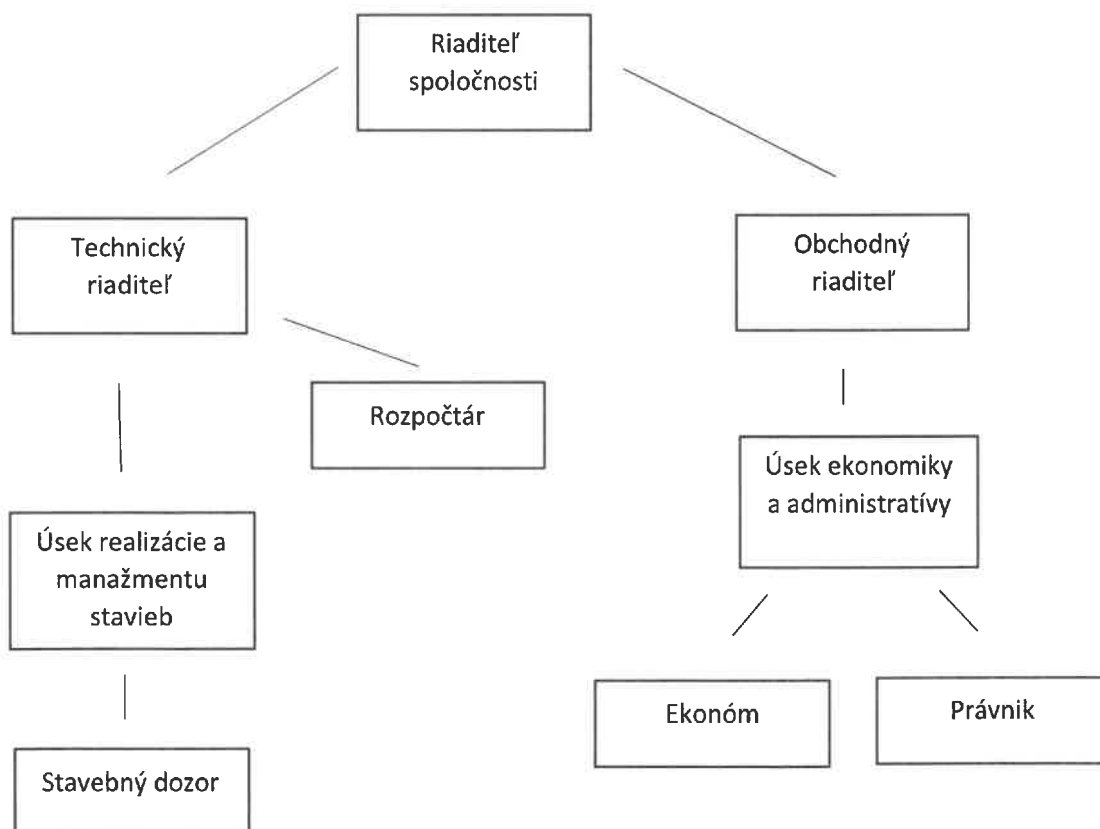 Riaditeľ
spoločnosti
Technický
riaditeľ
Obchodný
riaditeľ
Rozpočtár
Úsek ekonomiky
a administratívy
Úsek realizácie a
manažmentu
stavieb
Ekonóm
Právnik
Stavebný dozor